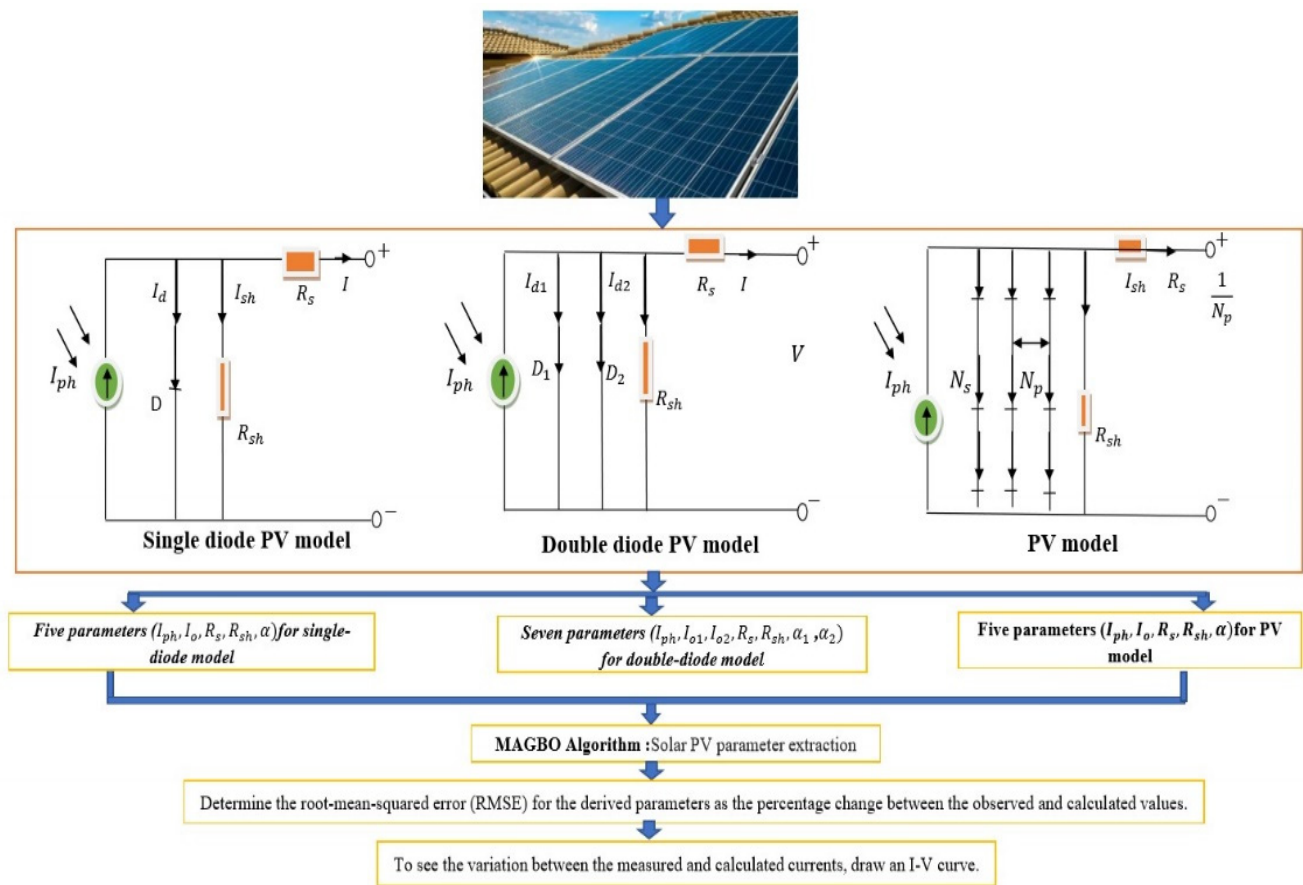 I_d
I_sh
R_s
I
+
I_ph
D
R_sh
−
Single diode PV model
I_d1
I_d2
R_s
I
+
V
I_ph
D_1
D_2
R_sh
−
Double diode PV model
+
I_sh
R_s
1/N_p
I_ph
N_s
N_p
R_sh
−
PV model
Five parameters (I_ph, I_o, R_s, R_sh, α) for single-
diode model
Seven parameters (I_ph, I_o1, I_o2, R_s, R_sh, α_1 ,α_2)
for double-diode model
Five parameters (I_ph, I_o, R_s, R_sh, α) for PV
model
MAGBO Algorithm :Solar PV parameter extraction
Determine the root-mean-squared error (RMSE) for the derived parameters as the percentage change between the observed and calculated values.
To see the variation between the measured and calculated currents, draw an I-V curve.